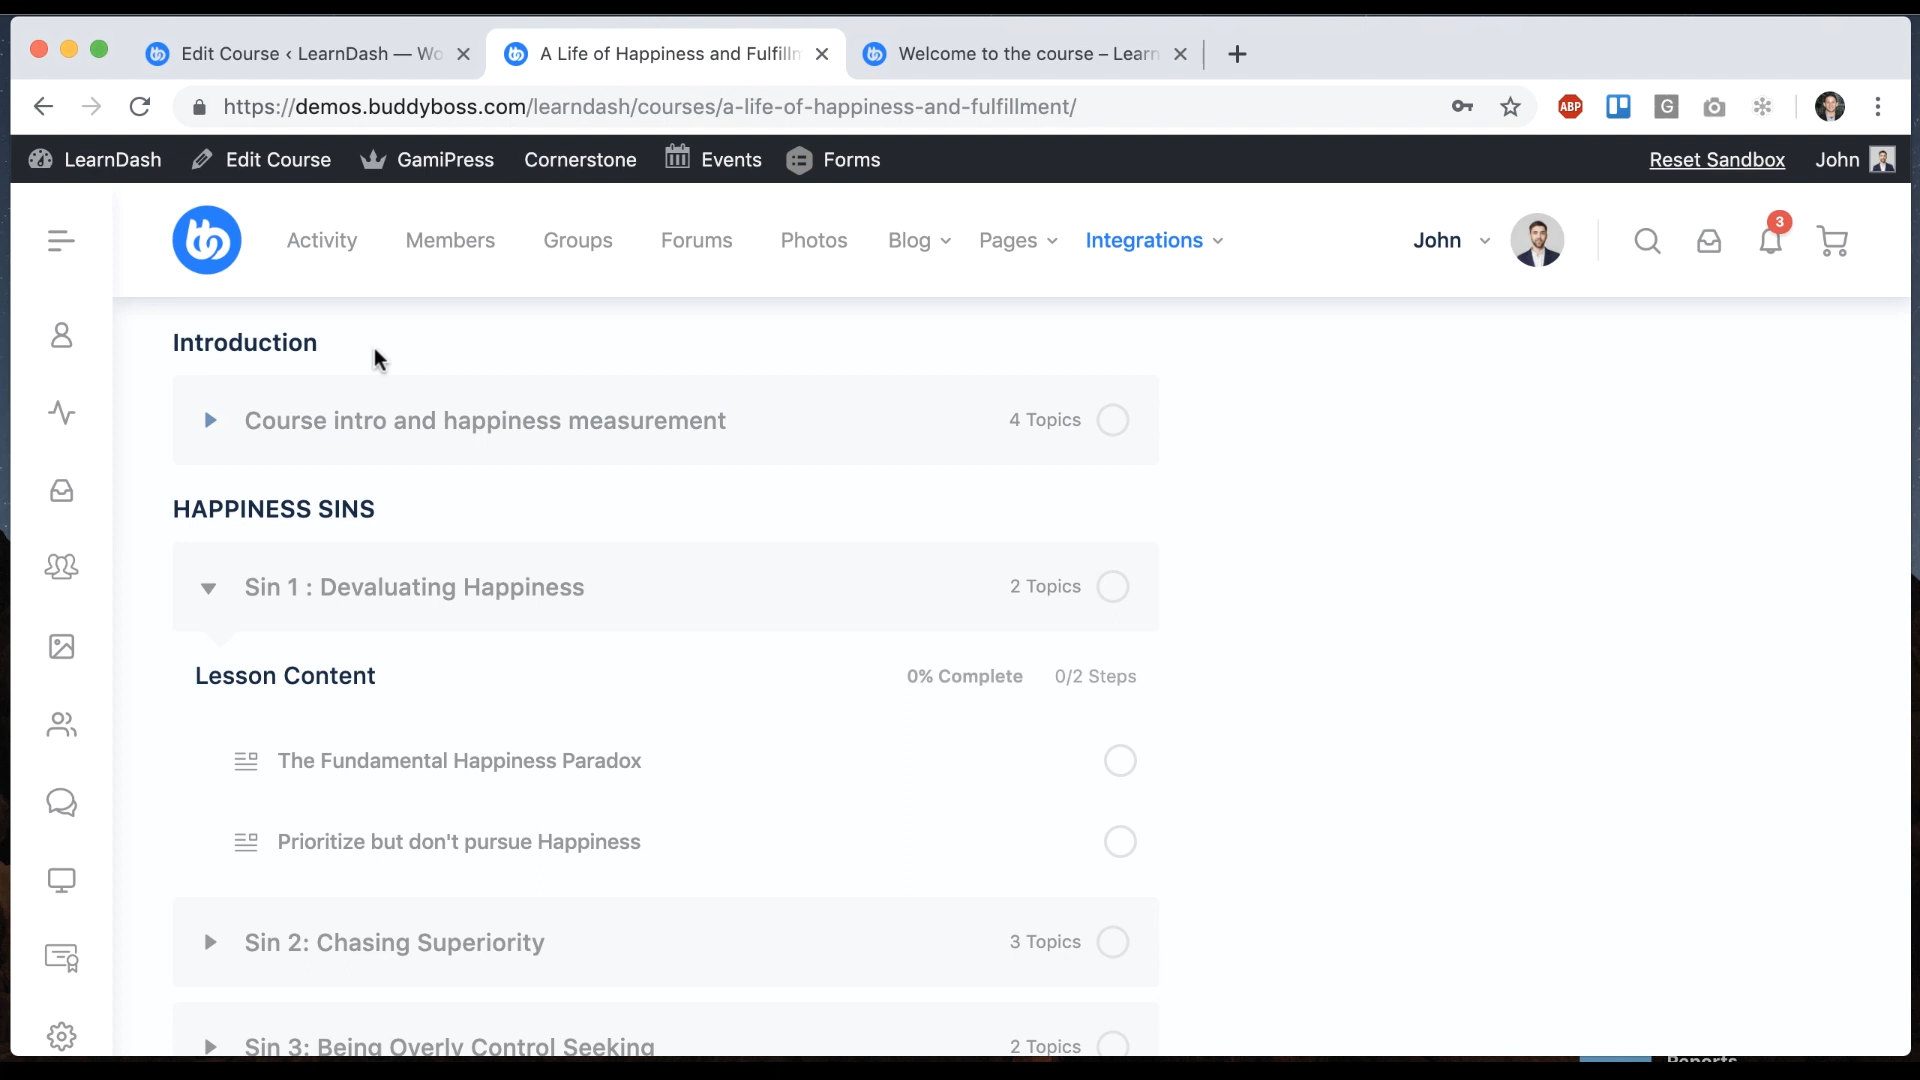 Edit Course ‹ LearnDash — Wo
A Life of Happiness and Fulfillm
Welcome to the course – Learn
https://demos.buddyboss.com/learndash/courses/a-life-of-happiness-and-fulfillment/
ABP
G
LearnDash Edit Course GamiPress Cornerstone Events Forms Reset Sandbox John
Activity Members Groups Forums Photos Blog Pages Integrations John 3
Introduction
Course intro and happiness measurement 4 Topics
HAPPINESS SINS
Sin 1 : Devaluating Happiness 2 Topics
Lesson Content 0% Complete 0/2 Steps
The Fundamental Happiness Paradox
Prioritize but don't pursue Happiness
Sin 2: Chasing Superiority 3 Topics
Sin 3: Being Overly Control Seeking 2 Topics
Reports